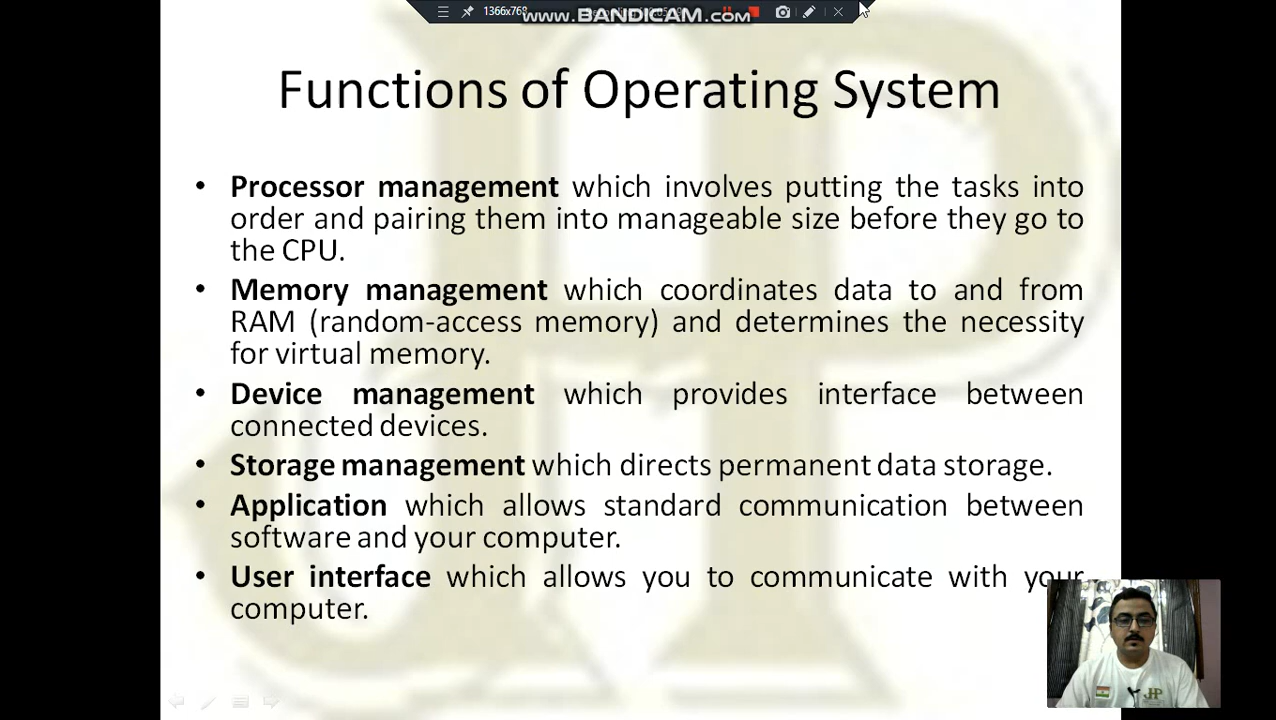 1366x768
www.BANDICAM.com
Functions of Operating System
• Processor management which involves putting the tasks into
order and pairing them into manageable size before they go to
the CPU.
• Memory management which coordinates data to and from
RAM (random-access memory) and determines the necessity
for virtual memory.
• Device management which provides interface between
connected devices.
• Storage management which directs permanent data storage.
• Application which allows standard communication between
software and your computer.
• User interface which allows you to communicate with your
computer.